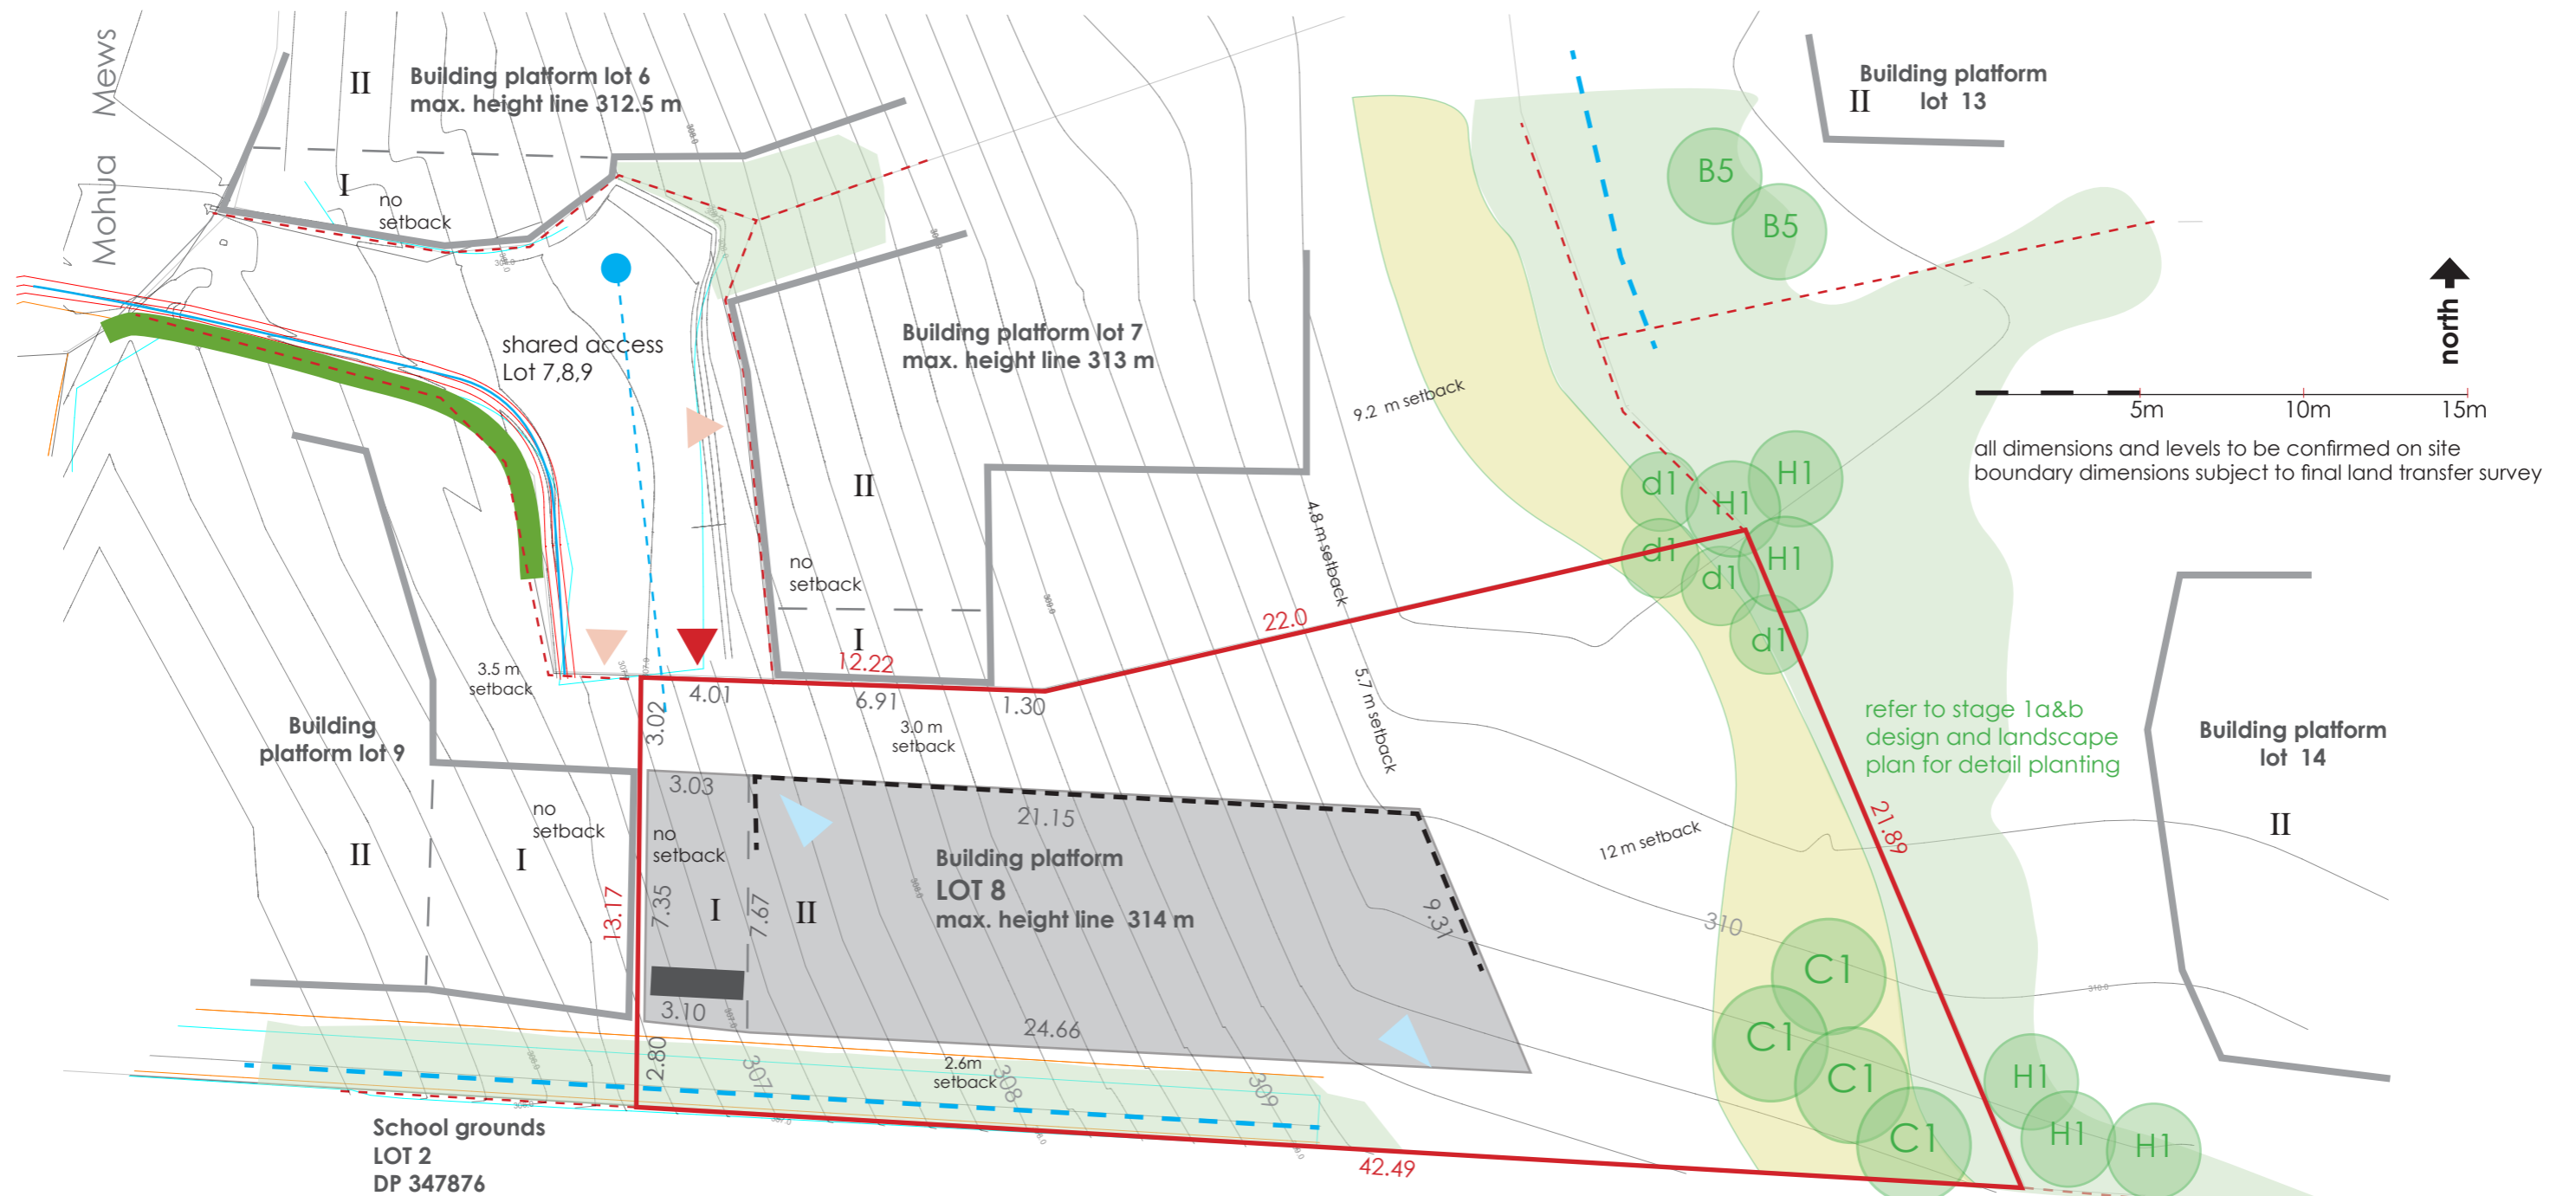 Mohua Mews
II
Building platform lot 6
max. height line 312.5 m
I
no
setback
II
Building platform
lot 13
B5
B5
shared access
Lot 7,8,9
Building platform lot 7
max. height line 313 m
II
no
setback
I
9.2 m setback
4.8 m setback
5.7 m setback
12 m setback
north
5m
10m
15m
all dimensions and levels to be confirmed on site
boundary dimensions subject to final land transfer survey
d1
H1
H1
d1
d1
H1
d1
22.0
12.22
4.01
6.91
1.30
3.02
3.5 m
setback
3.0 m
setback
Building
platform lot 9
no
setback
II
I
3.03
21.15
no
setback
Building platform
LOT 8
max. height line 314 m
13.17
7.35
I
7.67
II
9.31
3.10
24.66
2.80
2.6m
setback
307
308
309
310
310.0
308.0
309.0
21.89
42.49
refer to stage 1a&b
design and landscape
plan for detail planting
Building platform
lot 14
II
C1
C1
C1
C1
H1
H1
H1
School grounds
LOT 2
DP 347876